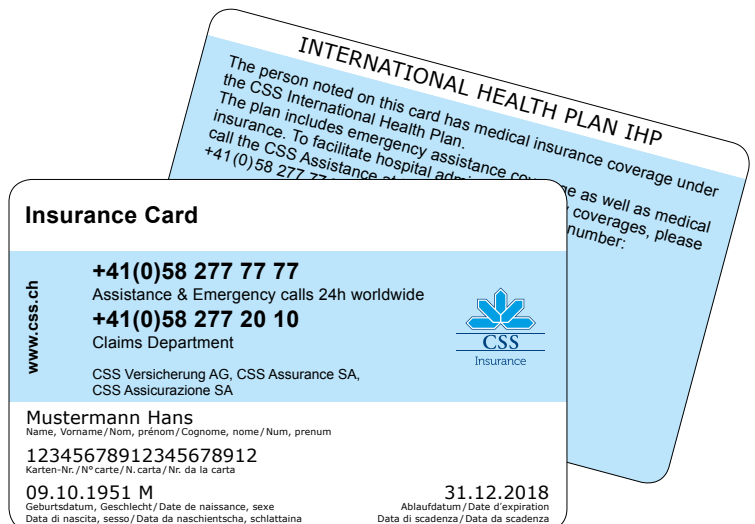 INTERNATIONAL HEALTH PLAN IHP
The person noted on this card has medical insurance coverage under
the CSS International Health Plan.
The plan includes emergency assistance as well as medical
insurance. To facilitate hospital coverages, please
call the CSS Assistance number:
+41(0)58 277
Insurance Card
www.css.ch
+41(0)58 277 77 77
Assistance & Emergency calls 24h worldwide
+41(0)58 277 20 10
Claims Department
CSS
Insurance
CSS Versicherung AG, CSS Assurance SA,
CSS Assicurazione SA
Mustermann Hans
Name, Vorname/Nom, prénom/Cognome, nome/Num, prenum
12345678912345678912
Karten-Nr./N° carte/N. carta/Nr. da la carta
09.10.1951 M
Geburtsdatum, Geschlecht/Date de naissance, sexe
Data di nascita, sesso/Data da naschientscha, schlattaina
31.12.2018
Ablaufdatum/Date d'expiration
Data di scadenza/Data da scadenza